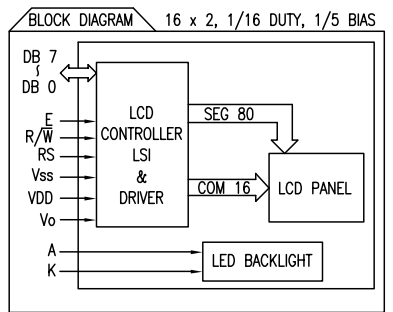 BLOCK DIAGRAM 16 x 2, 1/16 DUTY, 1/5 BIAS
DB 7
~
DB 0
E
R/W̅
RS
Vss
VDD
Vo
LCD
CONTROLLER
LSI
&
DRIVER
SEG 80
COM 16
LCD PANEL
A
K
LED BACKLIGHT